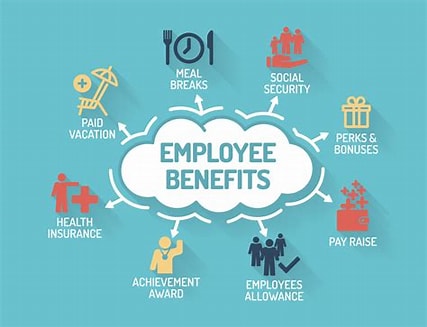 EMPLOYEE
BENEFITS
MEAL
BREAKS
SOCIAL
SECURITY
PERKS &
BONUSES
PAY RAISE
EMPLOYEES
ALLOWANCE
ACHIEVEMENT
AWARD
HEALTH
INSURANCE
PAID
VACATION